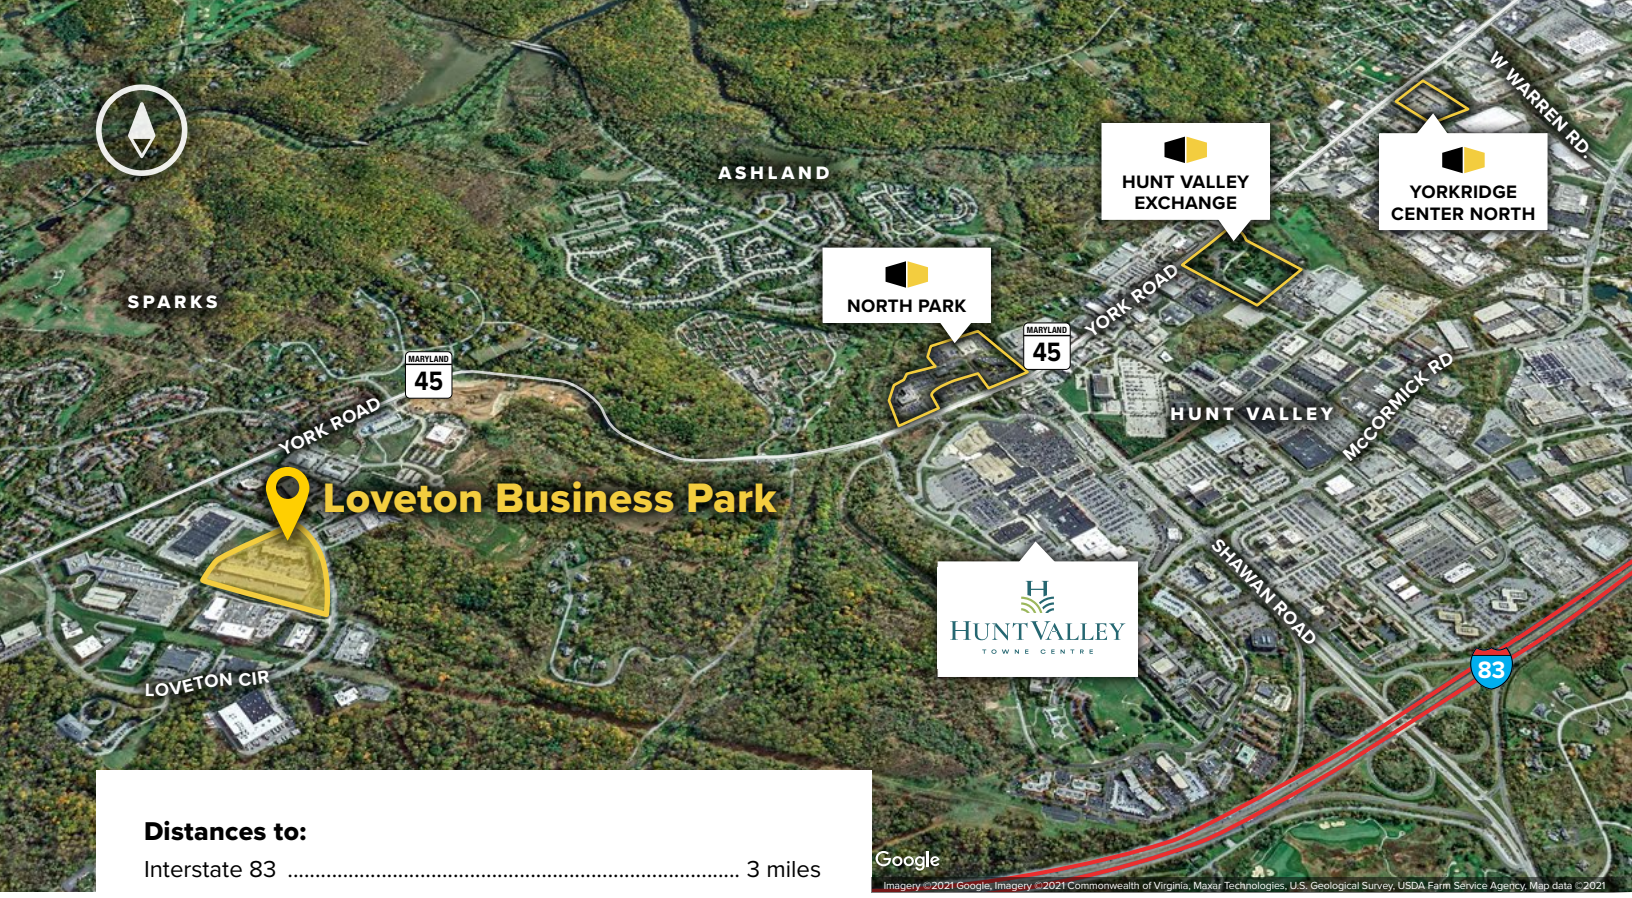 W WARREN RD.
HUNT VALLEY
EXCHANGE
YORKRIDGE
CENTER NORTH
ASHLAND
SPARKS
NORTH PARK
YORK ROAD
MARYLAND
45
MARYLAND
45
YORK ROAD
HUNT VALLEY
MCCORMICK RD
Loveton Business Park
SHAWAN ROAD
H
HUNT VALLEY
TOWNE CENTRE
83
LOVETON CIR
Distances to:
Interstate 83 ........................................................................ 3 miles
Google
Imagery ©2021 Google, Imagery ©2021 Commonwealth of Virginia, Maxar Technologies, U.S. Geological Survey, USDA Farm Service Agency, Map data ©2021